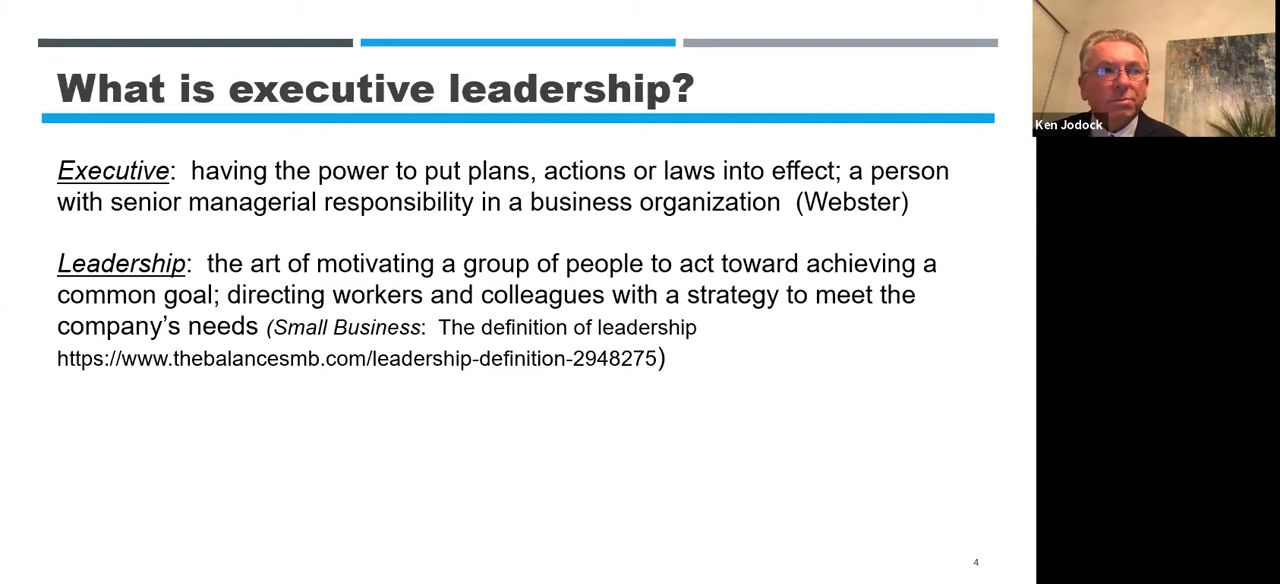 What is executive leadership?
Executive:  having the power to put plans, actions or laws into effect; a person
with senior managerial responsibility in a business organization  (Webster)
Leadership:  the art of motivating a group of people to act toward achieving a
common goal; directing workers and colleagues with a strategy to meet the
company’s needs (Small Business:  The definition of leadership
https://www.thebalancesmb.com/leadership-definition-2948275)
4
Ken Jodock